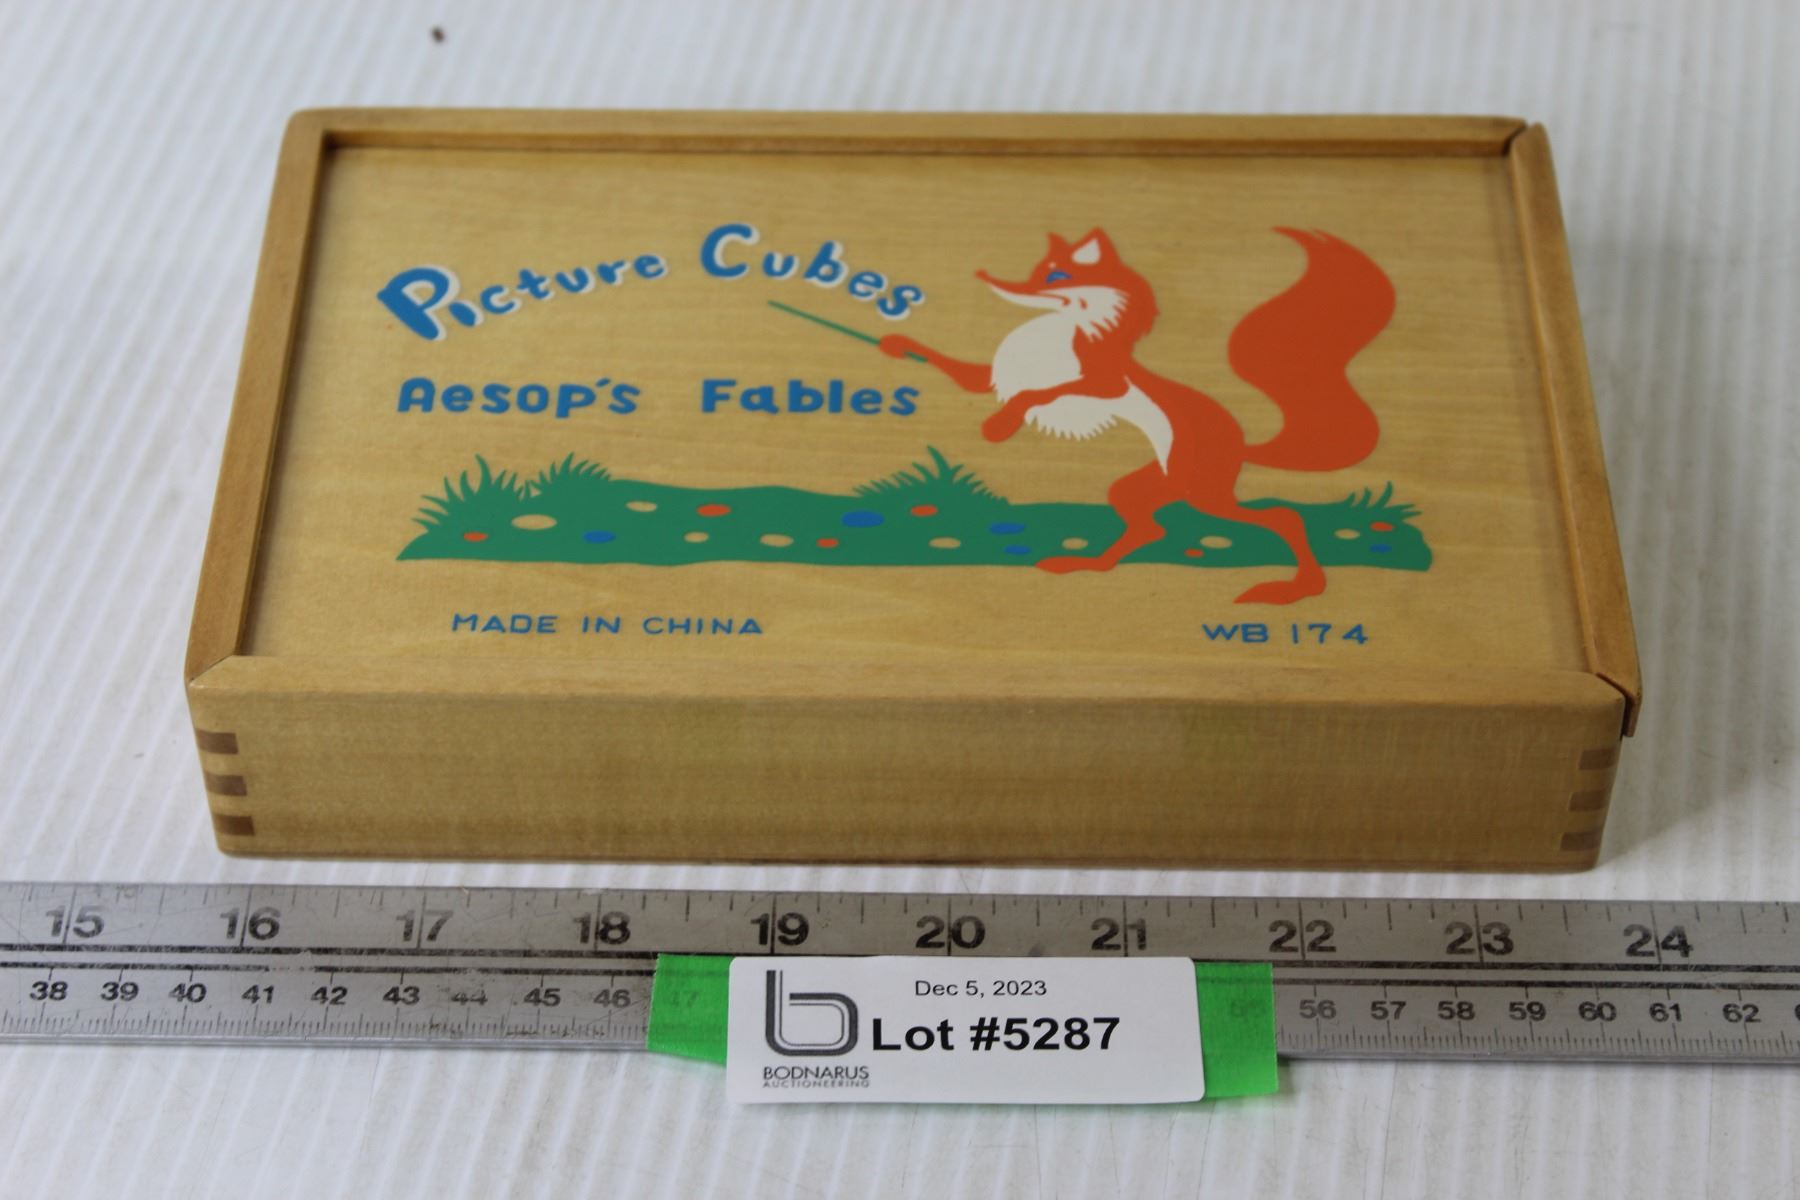 Picture Cubes
Aesop's Fables
MADE IN CHINA
WB 174
15 16 17 18 19 20 21 22 23 24
38 39 40 41 42 43 44 45 46 47 56 57 58 59 60 61 62
Dec 5, 2023
Lot #5287
BODNARUS
AUCTIONEERING